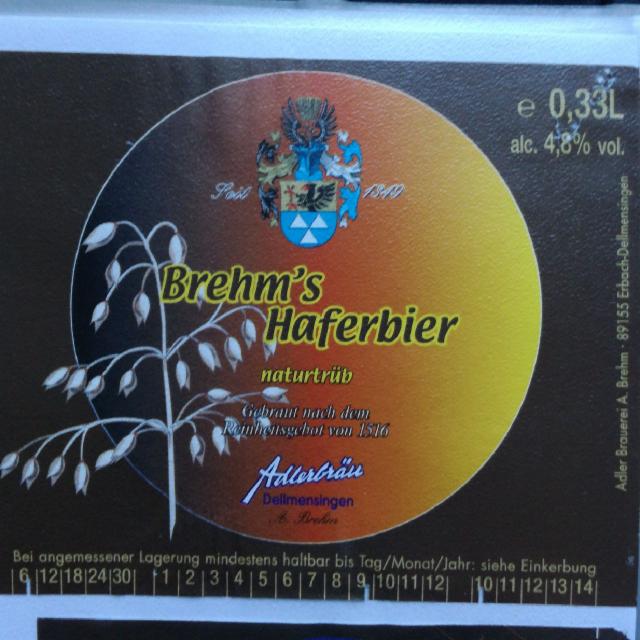 e 0,33L
alc. 4,8% vol.
Seit 1349
Brehm's
Haferbier
naturtrüb
Gebraut nach dem
Reinheitsgebot von 1516
Adlerbräu
Dellmensingen
A. Brehm
Adler Brauerei A. Brehm · 89155 Erbach-Dellmensingen
Bei angemessener Lagerung mindestens haltbar bis Tag/Monat/Jahr: siehe Einkerbung
6 12 18 24 30 1 2 3 4 5 6 7 8 9 10 11 12 10 11 12 13 14